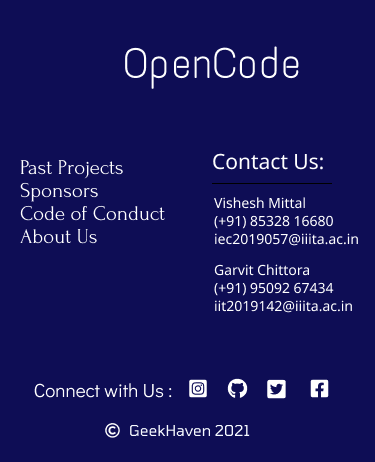 OpenCode
Past Projects
Sponsors
Code of Conduct
About Us
Contact Us:
Vishesh Mittal
(+91) 85328 16680
iec2019057@iiita.ac.in
Garvit Chittora
(+91) 95092 67434
iit2019142@iiita.ac.in
Connect with Us :
© GeekHaven 2021